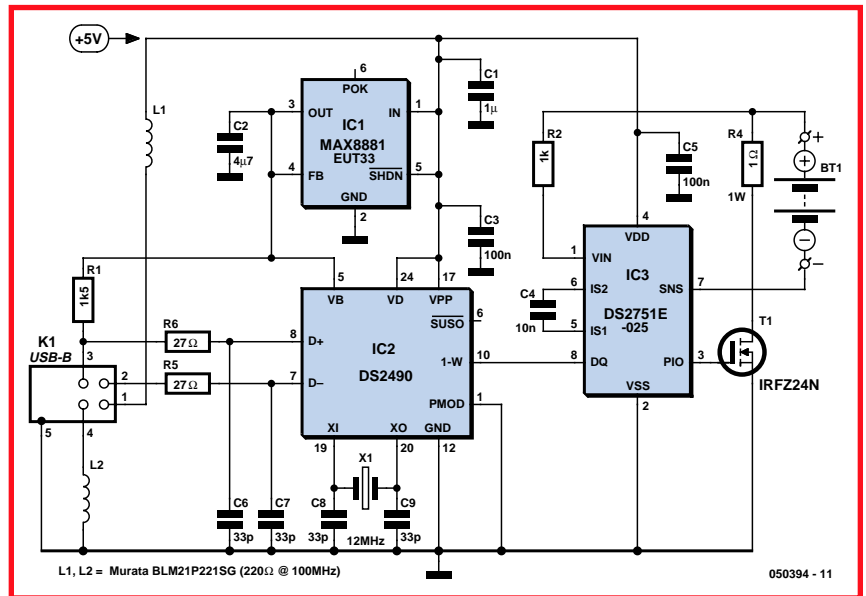 +5V
L1
6
POK
3 OUT IN 1
IC1
MAX8881
EUT33
4 FB SHDN 5
GND
2
C1
1µ
C2
4µ7
C3
100n
R2
1k
R4
1Ω
1W
C5
100n
+
BT1
–
4
VDD
1 VIN
IC3
6 IS2 SNS 7
DS2751E
-025
5 IS1
C4
10n
8 DQ PIO 3
VSS
2
T1
IRFZ24N
R1
1k5
5 24 17
VB VD VPP
SUSO 6
R6
27Ω
8 D+
IC2
DS2490
1-W 10
R5
27Ω
7 D–
PMOD 1
XI XO GND
19 20 12
K1
USB-B
3
2
1
4
5
L2
X1
12MHz
C6
33p
C7
33p
C8
33p
C9
33p
L1, L2 = Murata BLM21P221SG (220Ω @ 100MHz)
050394 - 11